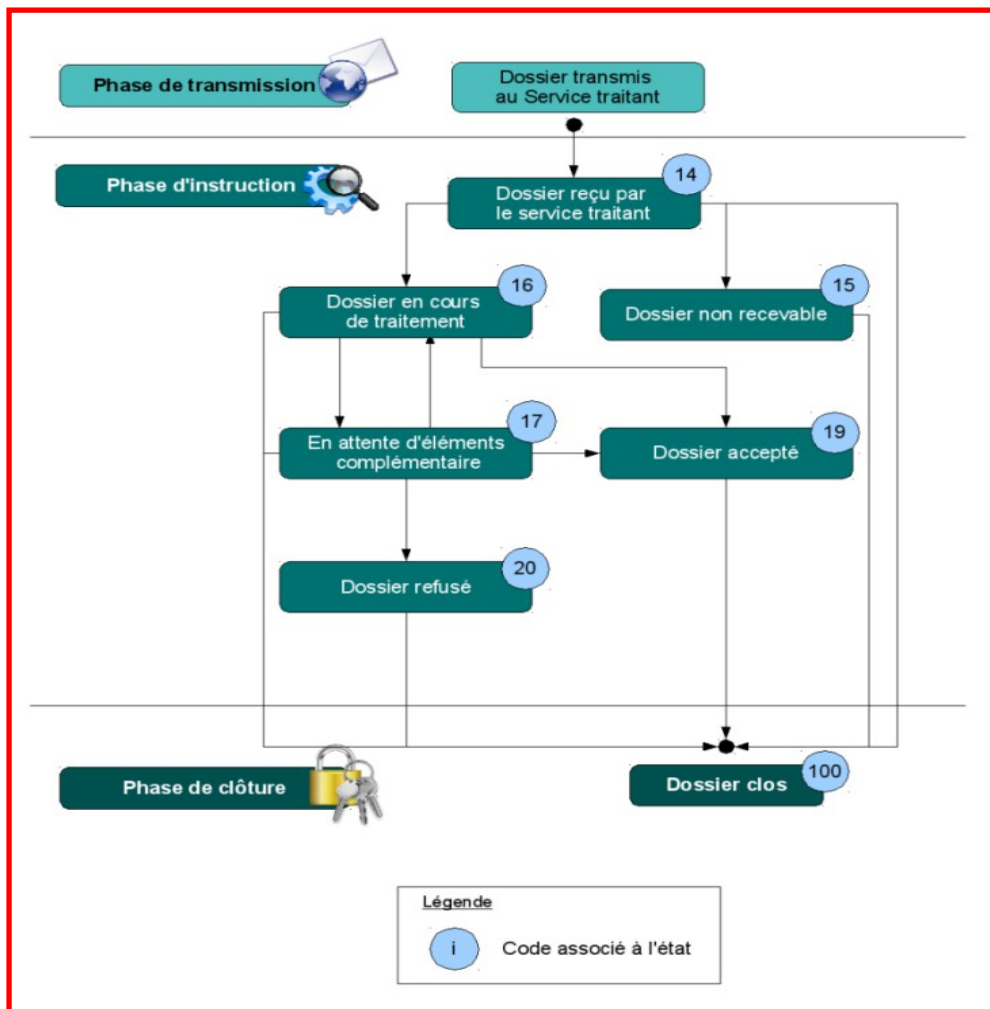 Phase de transmission
Dossier transmis
au Service traitant
Phase d'instruction
14
Dossier reçu par
le service traitant
16
Dossier en cours
de traitement
15
Dossier non recevable
17
En attente d'éléments
complémentaire
19
Dossier accepté
20
Dossier refusé
Phase de clôture
100
Dossier clos
Légende
i
Code associé à l'état